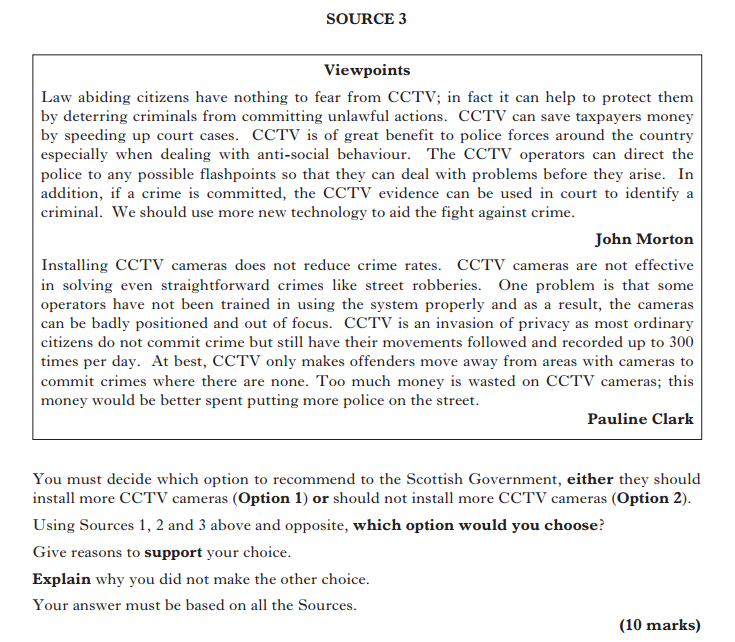 SOURCE 3
Viewpoints
Law abiding citizens have nothing to fear from CCTV; in fact it can help to protect them
by deterring criminals from committing unlawful actions. CCTV can save taxpayers money
by speeding up court cases. CCTV is of great benefit to police forces around the country
especially when dealing with anti-social behaviour. The CCTV operators can direct the
police to any possible flashpoints so that they can deal with problems before they arise. In
addition, if a crime is committed, the CCTV evidence can be used in court to identify a
criminal. We should use more new technology to aid the fight against crime.
John Morton
Installing CCTV cameras does not reduce crime rates. CCTV cameras are not effective
in solving even straightforward crimes like street robberies. One problem is that some
operators have not been trained in using the system properly and as a result, the cameras
can be badly positioned and out of focus. CCTV is an invasion of privacy as most ordinary
citizens do not commit crime but still have their movements followed and recorded up to 300
times per day. At best, CCTV only makes offenders move away from areas with cameras to
commit crimes where there are none. Too much money is wasted on CCTV cameras; this
money would be better spent putting more police on the street.
Pauline Clark
You must decide which option to recommend to the Scottish Government, either they should
install more CCTV cameras (Option 1) or should not install more CCTV cameras (Option 2).
Using Sources 1, 2 and 3 above and opposite, which option would you choose?
Give reasons to support your choice.
Explain why you did not make the other choice.
Your answer must be based on all the Sources.
(10 marks)